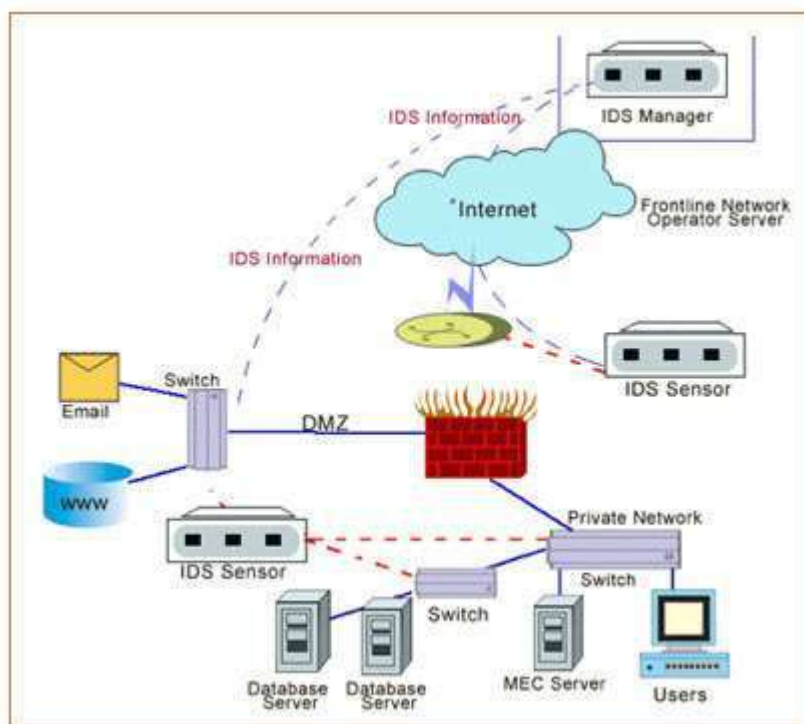 IDS Information
IDS Manager
*Internet
Frontline Network
Operator Server
IDS Information
IDS Sensor
Switch
Email
DMZ
www
Private Network
IDS Sensor
Switch
Switch
Database
Server
Database
Server
MEC Server
Users